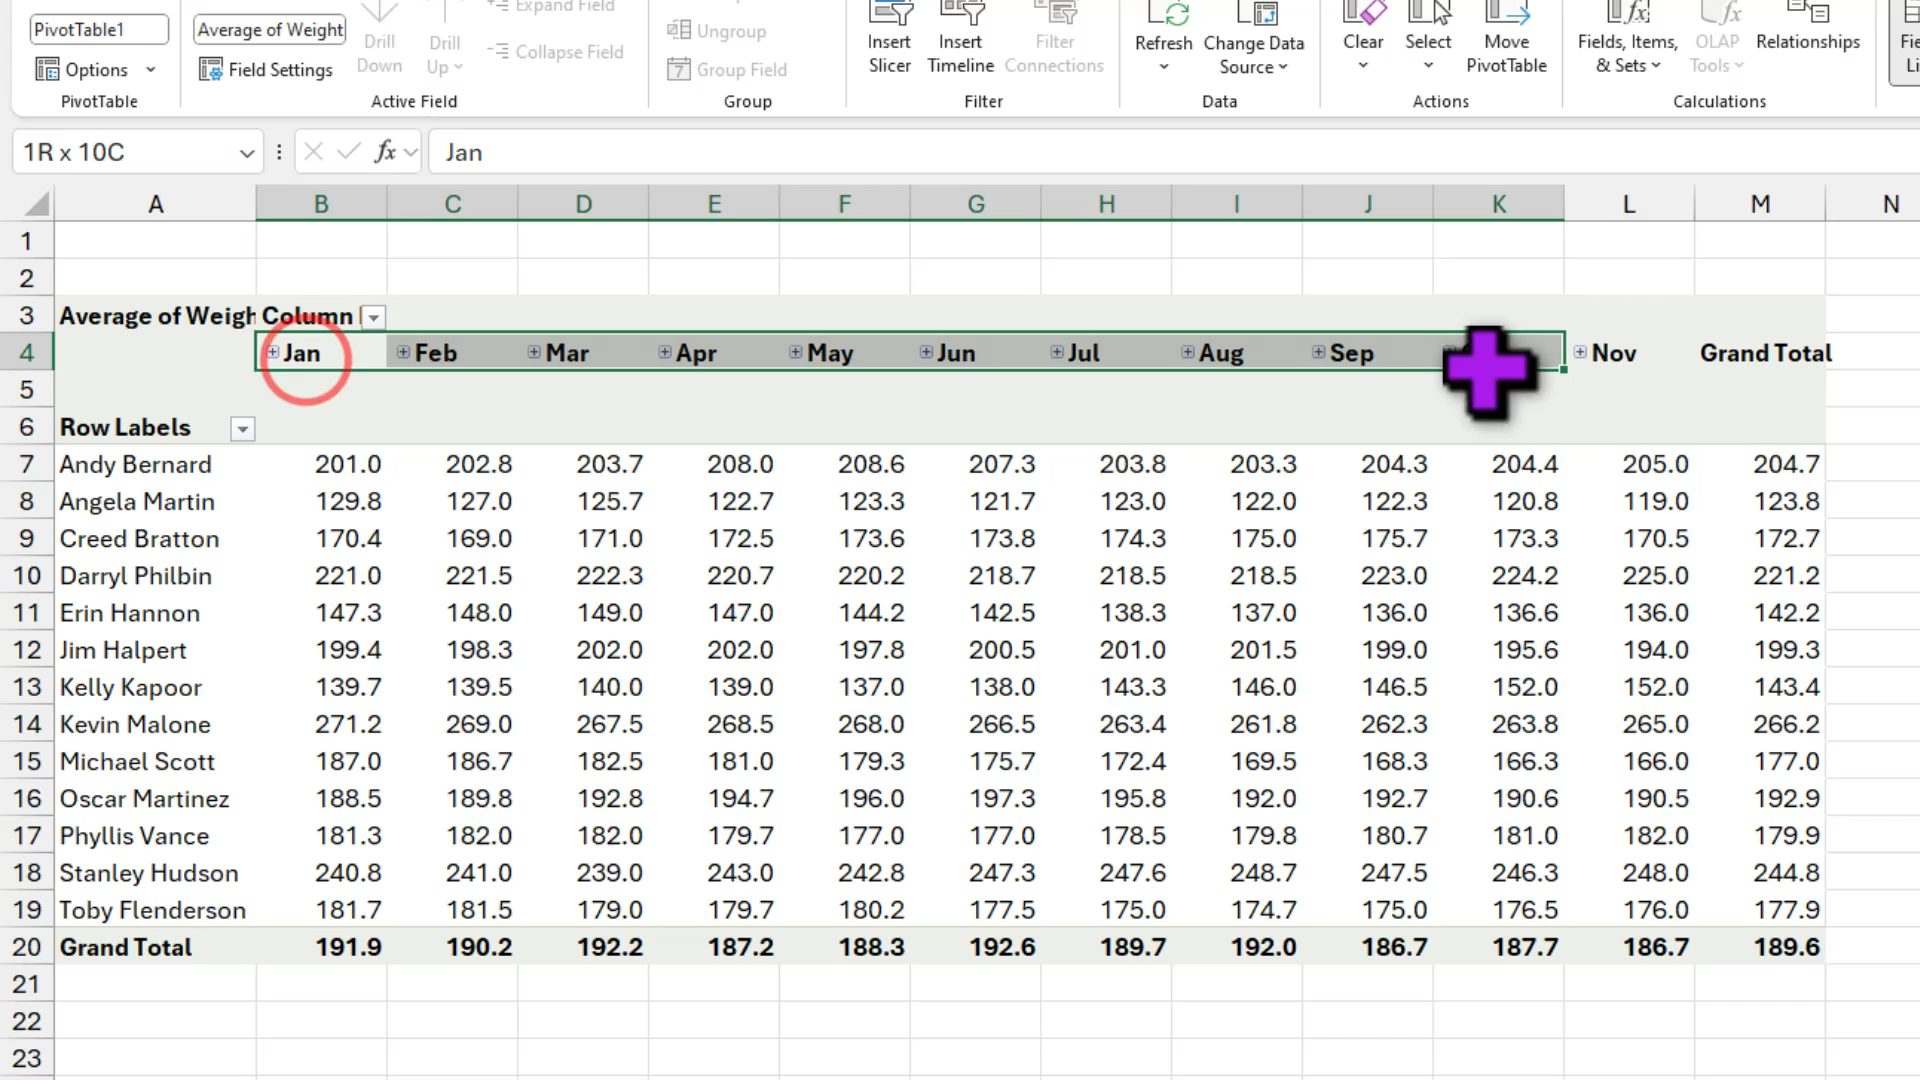 PivotTable1
Options
PivotTable
Average of Weight
Field Settings
Drill Down
Drill Up
Expand Field
Collapse Field
Active Field
Ungroup
Group Field
Group
Insert Slicer
Insert Timeline
Filter Connections
Filter
Refresh
Change Data Source
Data
Clear
Select
Move PivotTable
Actions
Fields, Items, & Sets
OLAP Tools
Relationships
Calculations
1R x 10C fx Jan
A B C D E F G H I J K L M N
1
2
3 Average of Weigh Column
4 Jan Feb Mar Apr May Jun Jul Aug Sep Nov Grand Total
5
6 Row Labels
7 Andy Bernard 201.0 202.8 203.7 208.0 208.6 207.3 203.8 203.3 204.3 204.4 205.0 204.7
8 Angela Martin 129.8 127.0 125.7 122.7 123.3 121.7 123.0 122.0 122.3 120.8 119.0 123.8
9 Creed Bratton 170.4 169.0 171.0 172.5 173.6 173.8 174.3 175.0 175.7 173.3 170.5 172.7
10 Darryl Philbin 221.0 221.5 222.3 220.7 220.2 218.7 218.5 218.5 223.0 224.2 225.0 221.2
11 Erin Hannon 147.3 148.0 149.0 147.0 144.2 142.5 138.3 137.0 136.0 136.6 136.0 142.2
12 Jim Halpert 199.4 198.3 202.0 202.0 197.8 200.5 201.0 201.5 199.0 195.6 194.0 199.3
13 Kelly Kapoor 139.7 139.5 140.0 139.0 137.0 138.0 143.3 146.0 146.5 152.0 152.0 143.4
14 Kevin Malone 271.2 269.0 267.5 268.5 268.0 266.5 263.4 261.8 262.3 263.8 265.0 266.2
15 Michael Scott 187.0 186.7 182.5 181.0 179.3 175.7 172.4 169.5 168.3 166.3 166.0 177.0
16 Oscar Martinez 188.5 189.8 192.8 194.7 196.0 197.3 195.8 192.0 192.7 190.6 190.5 192.9
17 Phyllis Vance 181.3 182.0 182.0 179.7 177.0 177.0 178.5 179.8 180.7 181.0 182.0 179.9
18 Stanley Hudson 240.8 241.0 239.0 243.0 242.8 247.3 247.6 248.7 247.5 246.3 248.0 244.8
19 Toby Flenderson 181.7 181.5 179.0 179.7 180.2 177.5 175.0 174.7 175.0 176.5 176.0 177.9
20 Grand Total 191.9 190.2 192.2 187.2 188.3 192.6 189.7 192.0 186.7 187.7 186.7 189.6
21
22
23